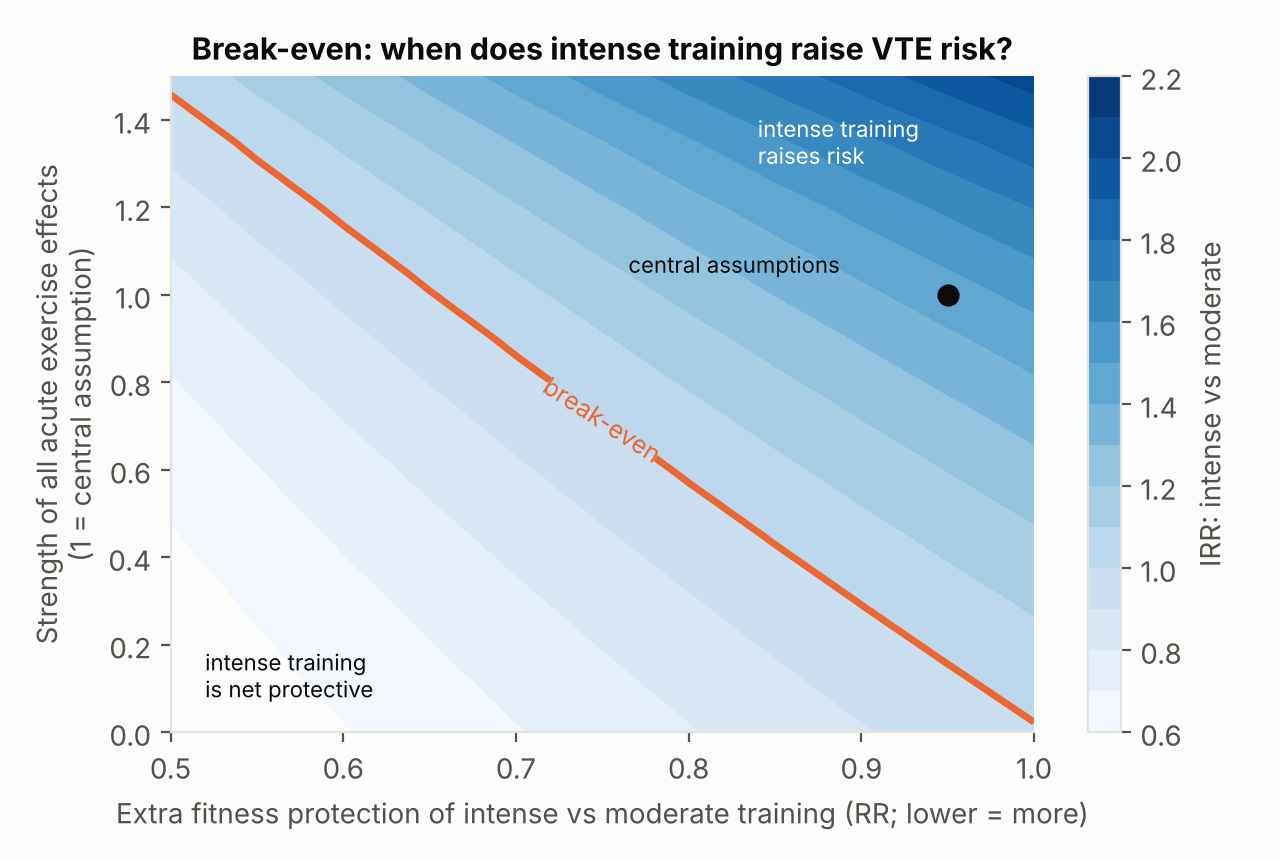 Break-even: when does intense training raise VTE risk?
Strength of all acute exercise effects
(1 = central assumption)
1.4
1.2
1.0
0.8
0.6
0.4
0.2
0.0
intense training
raises risk
central assumptions
break-even
intense training
is net protective
0.5
0.6
0.7
0.8
0.9
1.0
Extra fitness protection of intense vs moderate training (RR; lower = more)
2.2
2.0
1.8
1.6
1.4
1.2
1.0
0.8
0.6
IRR: intense vs moderate